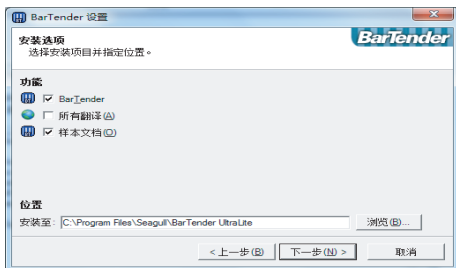 BarTender 设置
安装选项
选择安装项目并指定位置。
BarTender
功能
BarTender
所有翻译(A)
样本文档(O)
位置
安装至: C:\Program Files\Seagull\BarTender UltraLite 浏览(B)...
<上一步(B) 下一步(N)> 取消